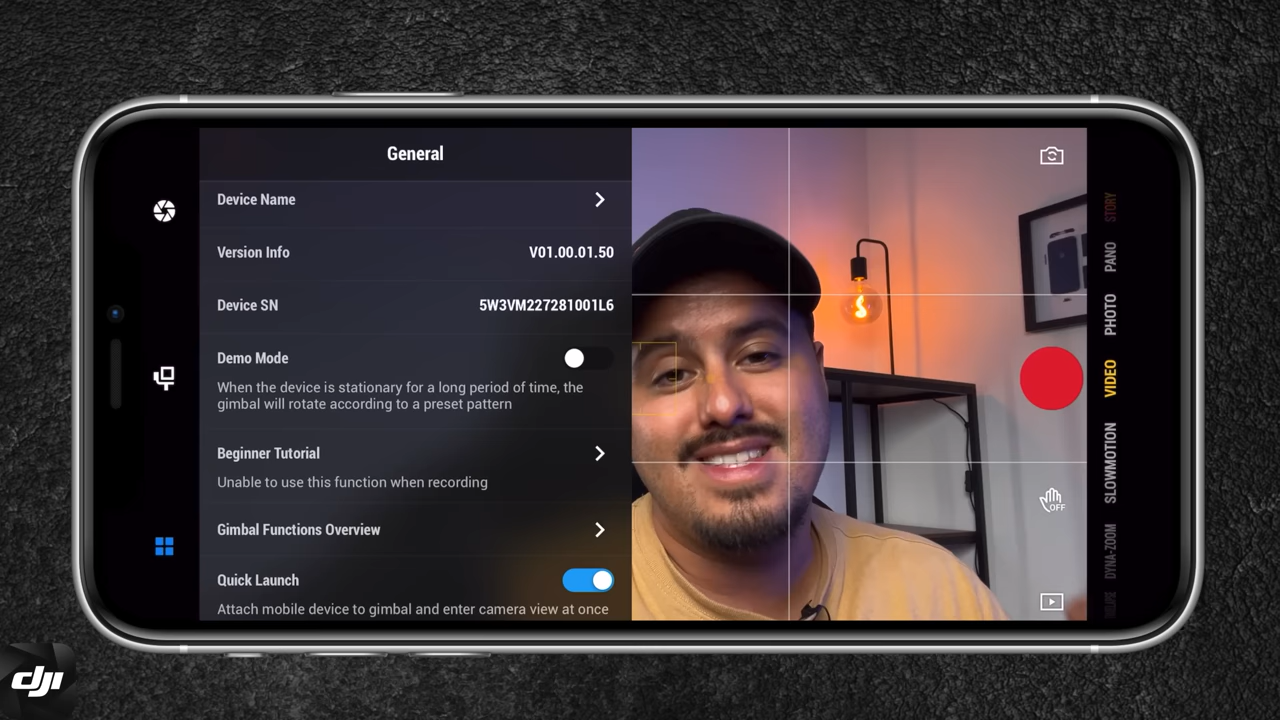 General
Device Name
Version Info
V01.00.01.50
Device SN
5W3VM227281001L6
Demo Mode
When the device is stationary for a long period of time, the
gimbal will rotate according to a preset pattern
Beginner Tutorial
Unable to use this function when recording
Gimbal Functions Overview
Quick Launch
Attach mobile device to gimbal and enter camera view at once
STORY
PANO
PHOTO
VIDEO
SLOWMOTION
DYNA-ZOOM
OFF
dji